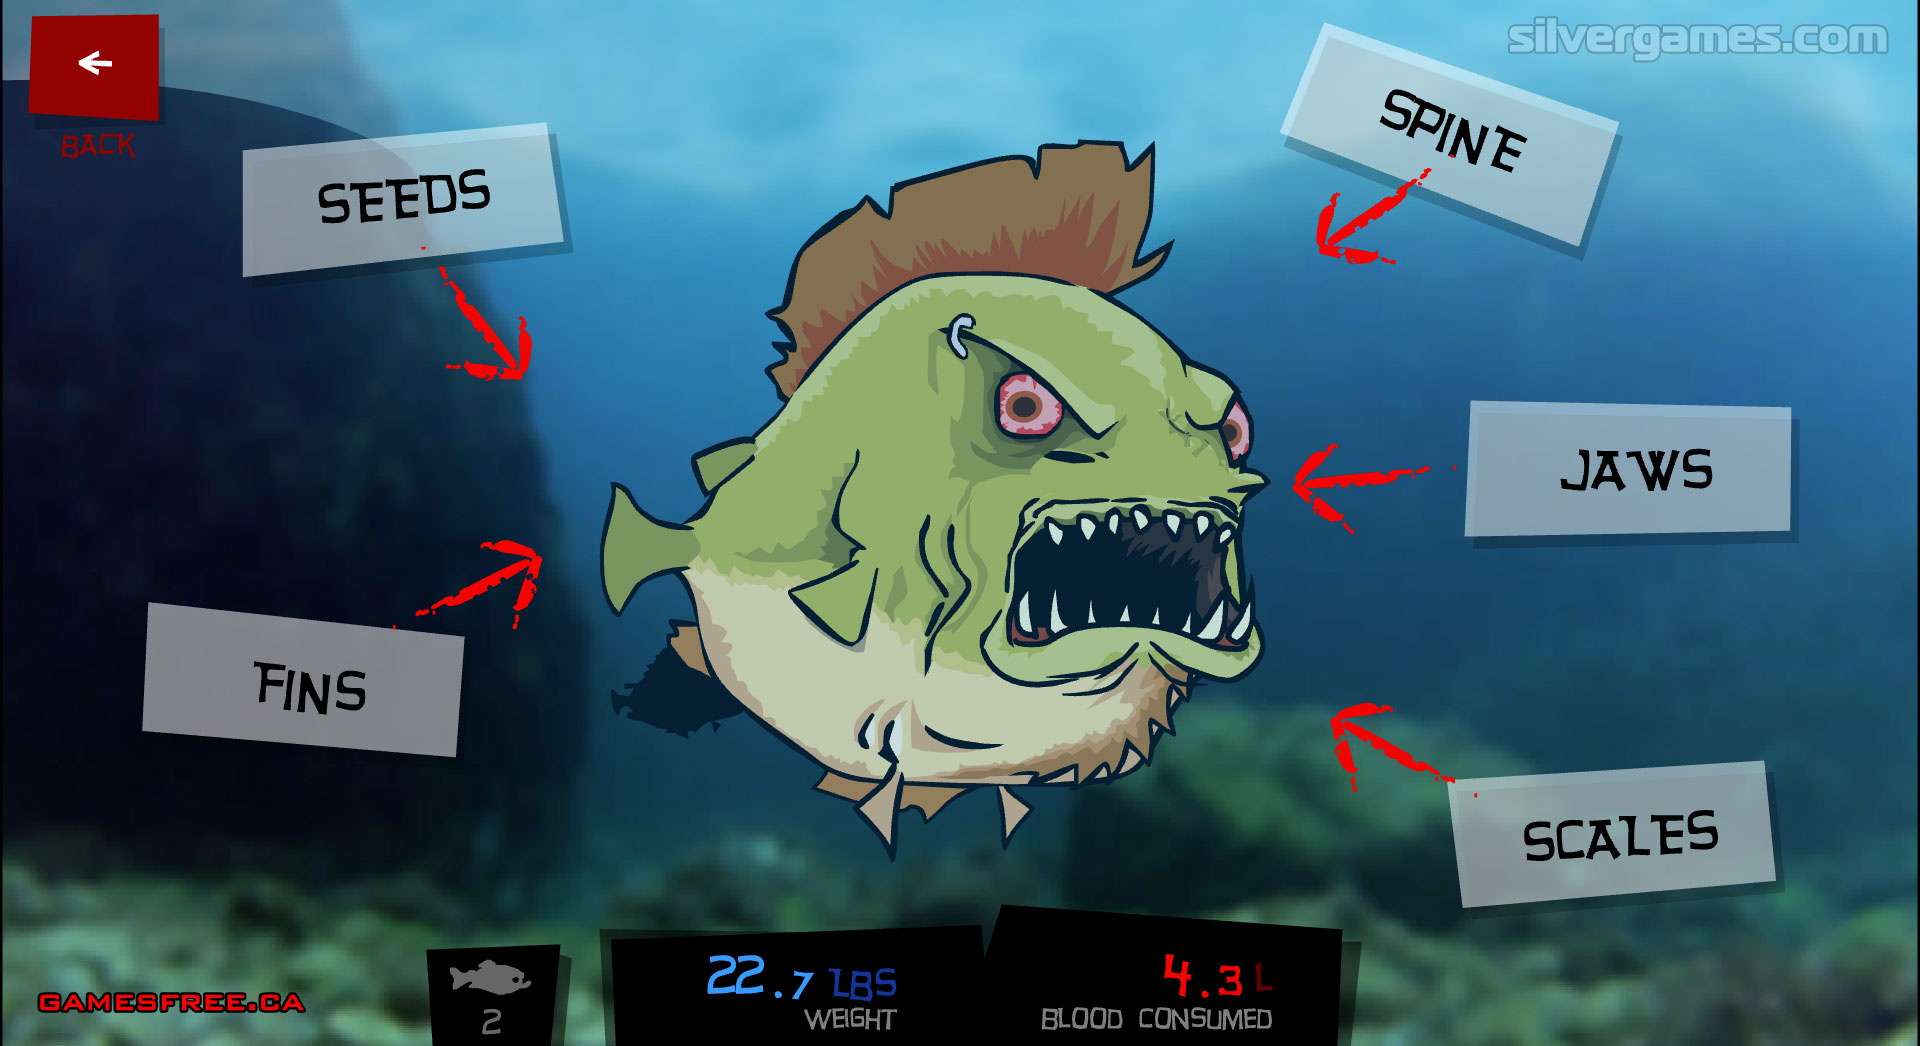 silvergames.com
BACK
SEEDS
SPINE
JAWS
FINS
SCALES
2
22.7 LBS
WEIGHT
4.3 L
BLOOD CONSUMED
GAMESFREE.CA